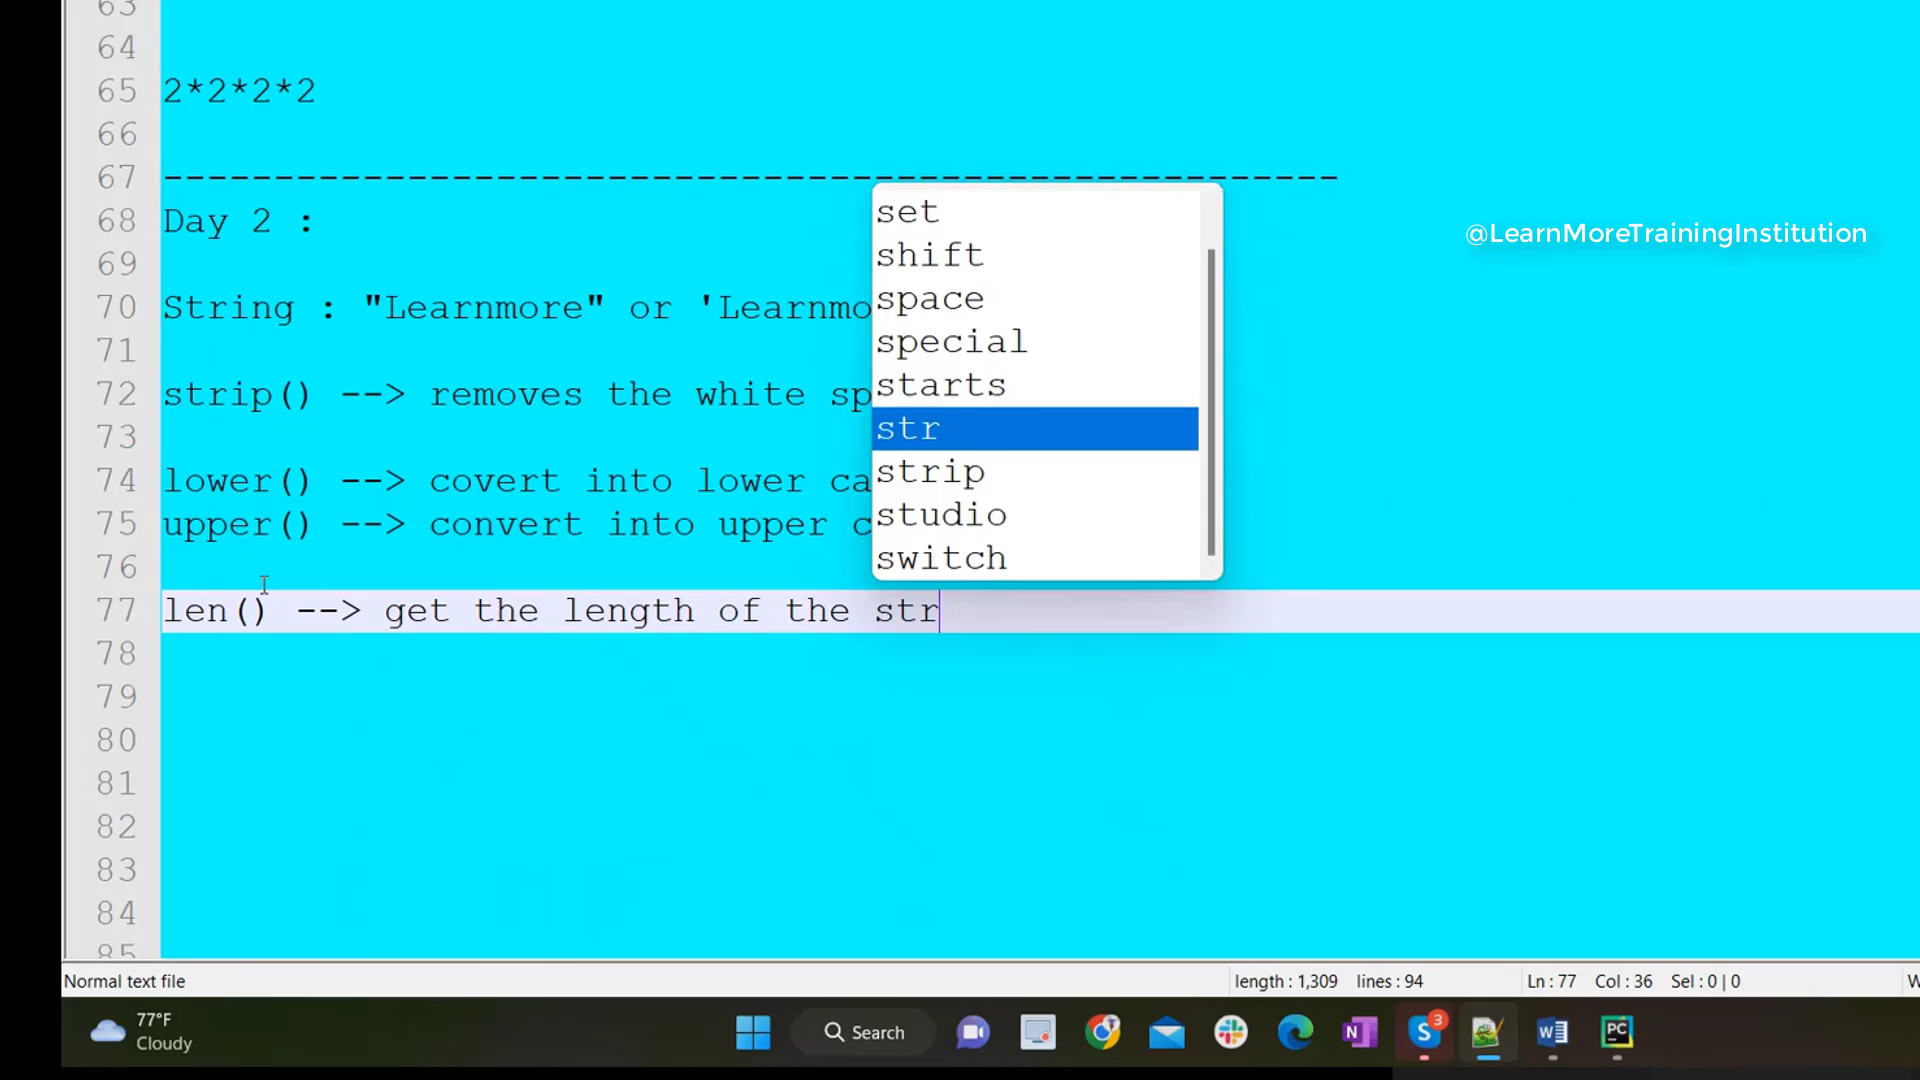 63
64
65 2*2*2*2
66
67 -----------------------------------------------------
68 Day 2 :
69
70 String : "Learnmore" or 'Learnmo
71
72 strip() --> removes the white sp
73
74 lower() --> covert into lower ca
75 upper() --> convert into upper c
76
77 len() --> get the length of the str
78
79
80
81
82
83
84
85
set
shift
space
special
starts
str
strip
studio
switch
@LearnMoreTrainingInstitution
Normal text file length : 1,309 lines : 94 Ln : 77 Col : 36 Sel : 0 | 0 W
77°F
Cloudy
Search
N
S 3
W
PC